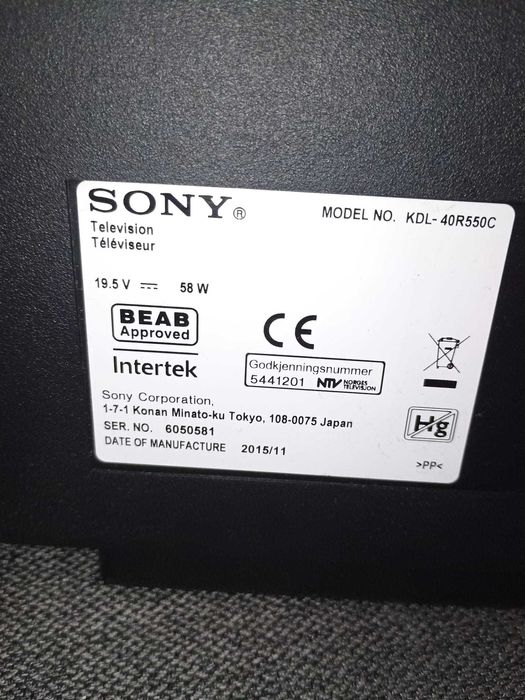 SONY®
MODEL NO. KDL-40R550C
Television
Téléviseur
19.5 V ⎓ 58 W
BEAB
Approved
Intertek
CE
Godkjenningsnummer
5441201 NTV NORGES
TELEVISJON
Hg
Sony Corporation,
1-7-1 Konan Minato-ku Tokyo, 108-0075 Japan
SER. NO. 6050581
DATE OF MANUFACTURE 2015/11
>PP<